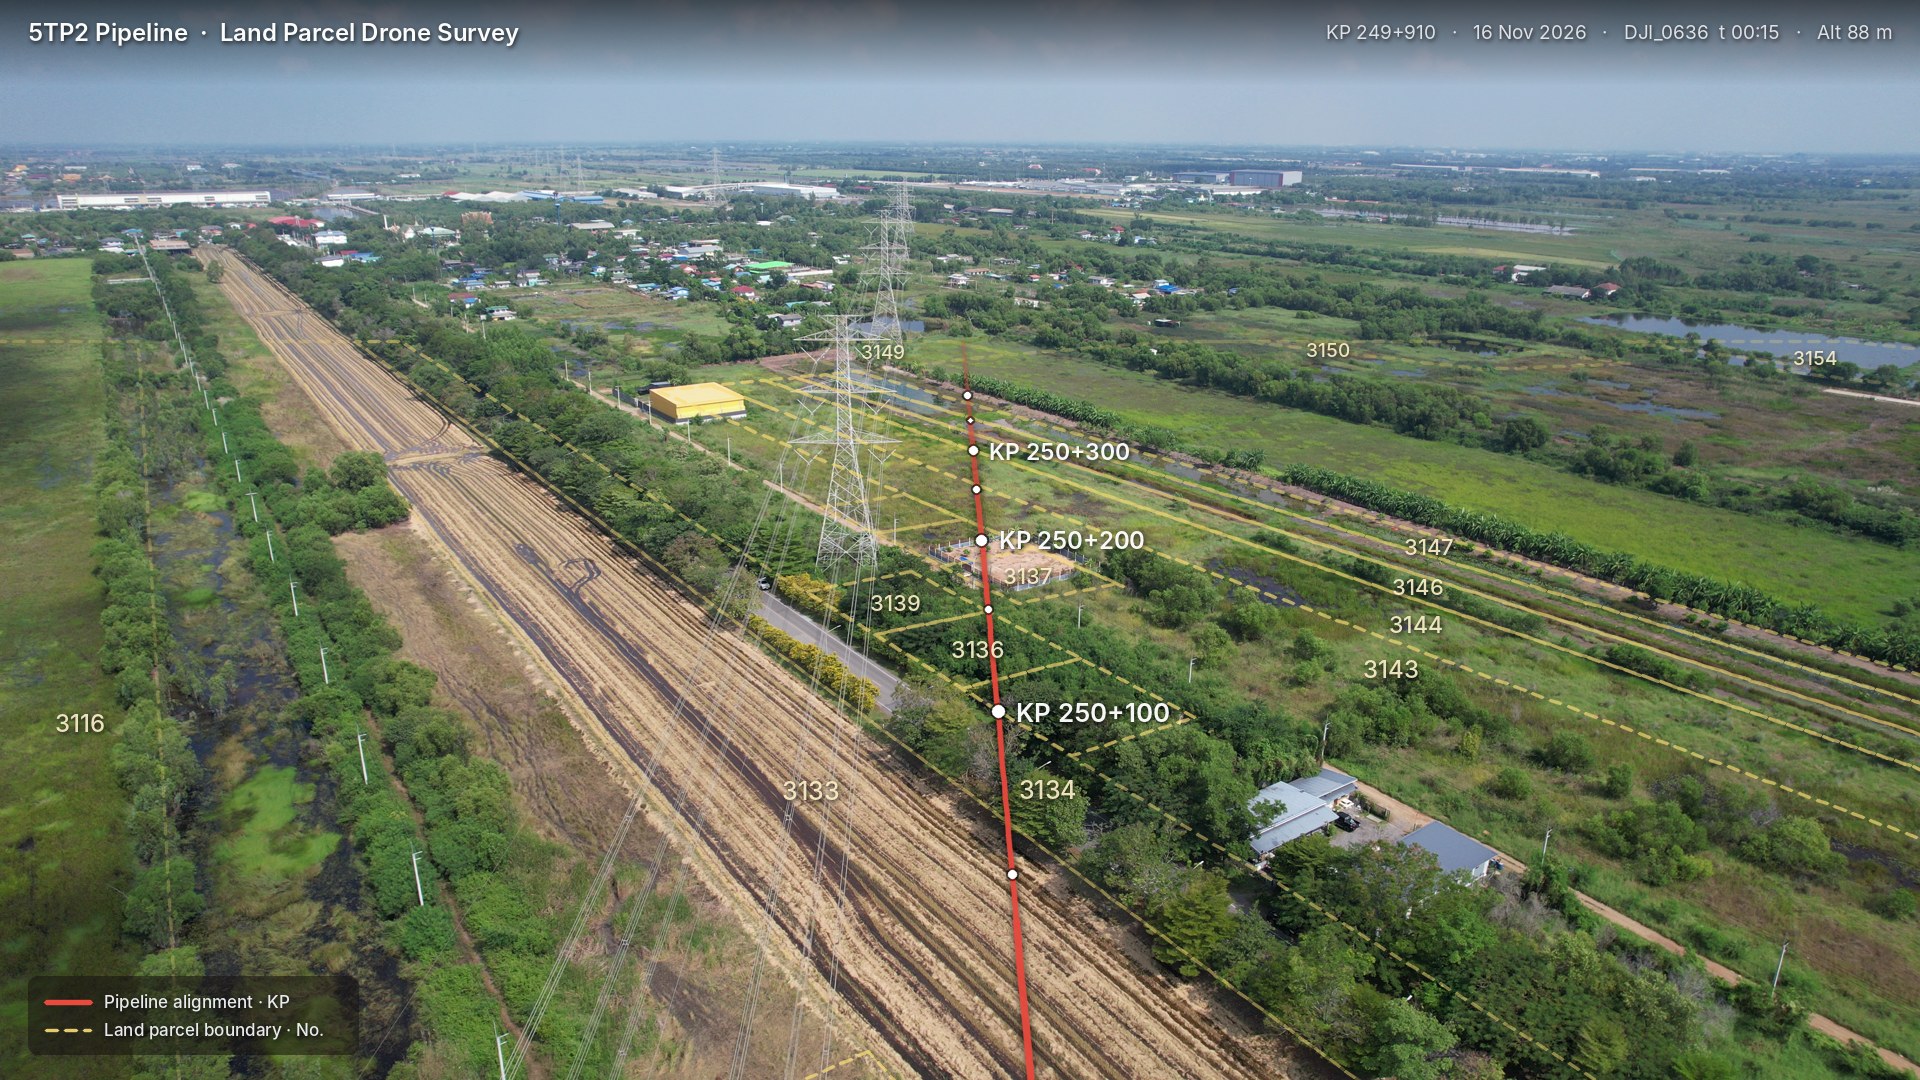 5TP2 Pipeline · Land Parcel Drone Survey
KP 249+910 · 16 Nov 2026 · DJI_0636 t 00:15 · Alt 88 m
3149
3150
3154
KP 250+300
KP 250+200
3147
3137
3146
3139
3144
3136
3143
KP 250+100
3116
3133
3134
Pipeline alignment · KP
Land parcel boundary · No.